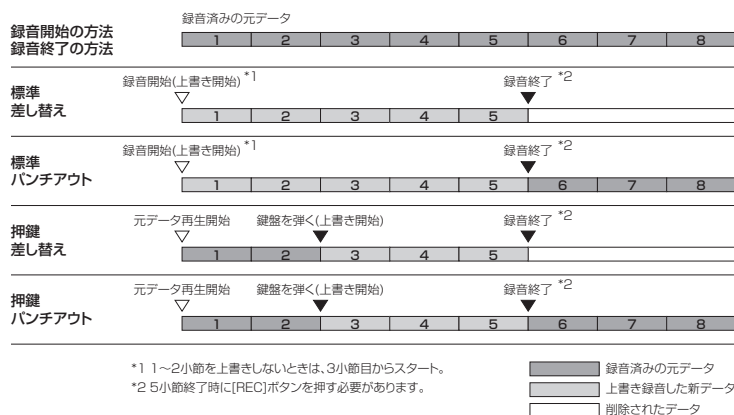 録音開始の方法
録音終了の方法
録音済みの元データ
1 2 3 4 5 6 7 8
標準
差し替え
録音開始(上書き開始) *1
録音終了 *2
1 2 3 4 5
標準
パンチアウト
録音開始(上書き開始) *1
録音終了 *2
1 2 3 4 5 6 7 8
押鍵
差し替え
元データ再生開始
鍵盤を弾く(上書き開始)
録音終了 *2
1 2 3 4 5
押鍵
パンチアウト
元データ再生開始
鍵盤を弾く(上書き開始)
録音終了 *2
1 2 3 4 5 6 7 8
*1 1～2小節を上書きしないときは、3小節目からスタート。
*2 5小節終了時に[REC]ボタンを押す必要があります。
録音済みの元データ
上書き録音した新データ
削除されたデータ